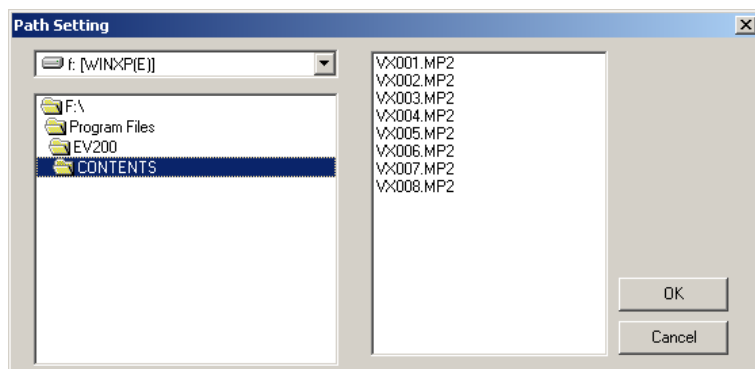 Path Setting
f: [WINXP(E)]
F:\
Program Files
EV200
CONTENTS
VX001.MP2
VX002.MP2
VX003.MP2
VX004.MP2
VX005.MP2
VX006.MP2
VX007.MP2
VX008.MP2
OK
Cancel